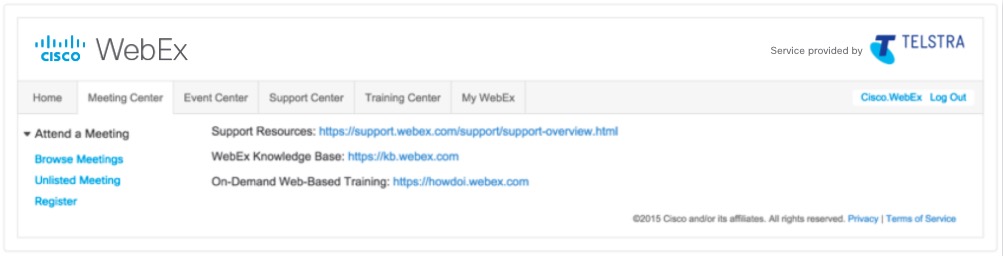 CISCO WebEx
Service provided by TELSTRA
Home Meeting Center Event Center Support Center Training Center My WebEx Cisco.WebEx Log Out
Attend a Meeting
Browse Meetings
Unlisted Meeting
Register
Support Resources: https://support.webex.com/support/support-overview.html
WebEx Knowledge Base: https://kb.webex.com
On-Demand Web-Based Training: https://howdoi.webex.com
©2015 Cisco and/or its affiliates. All rights reserved. Privacy | Terms of Service